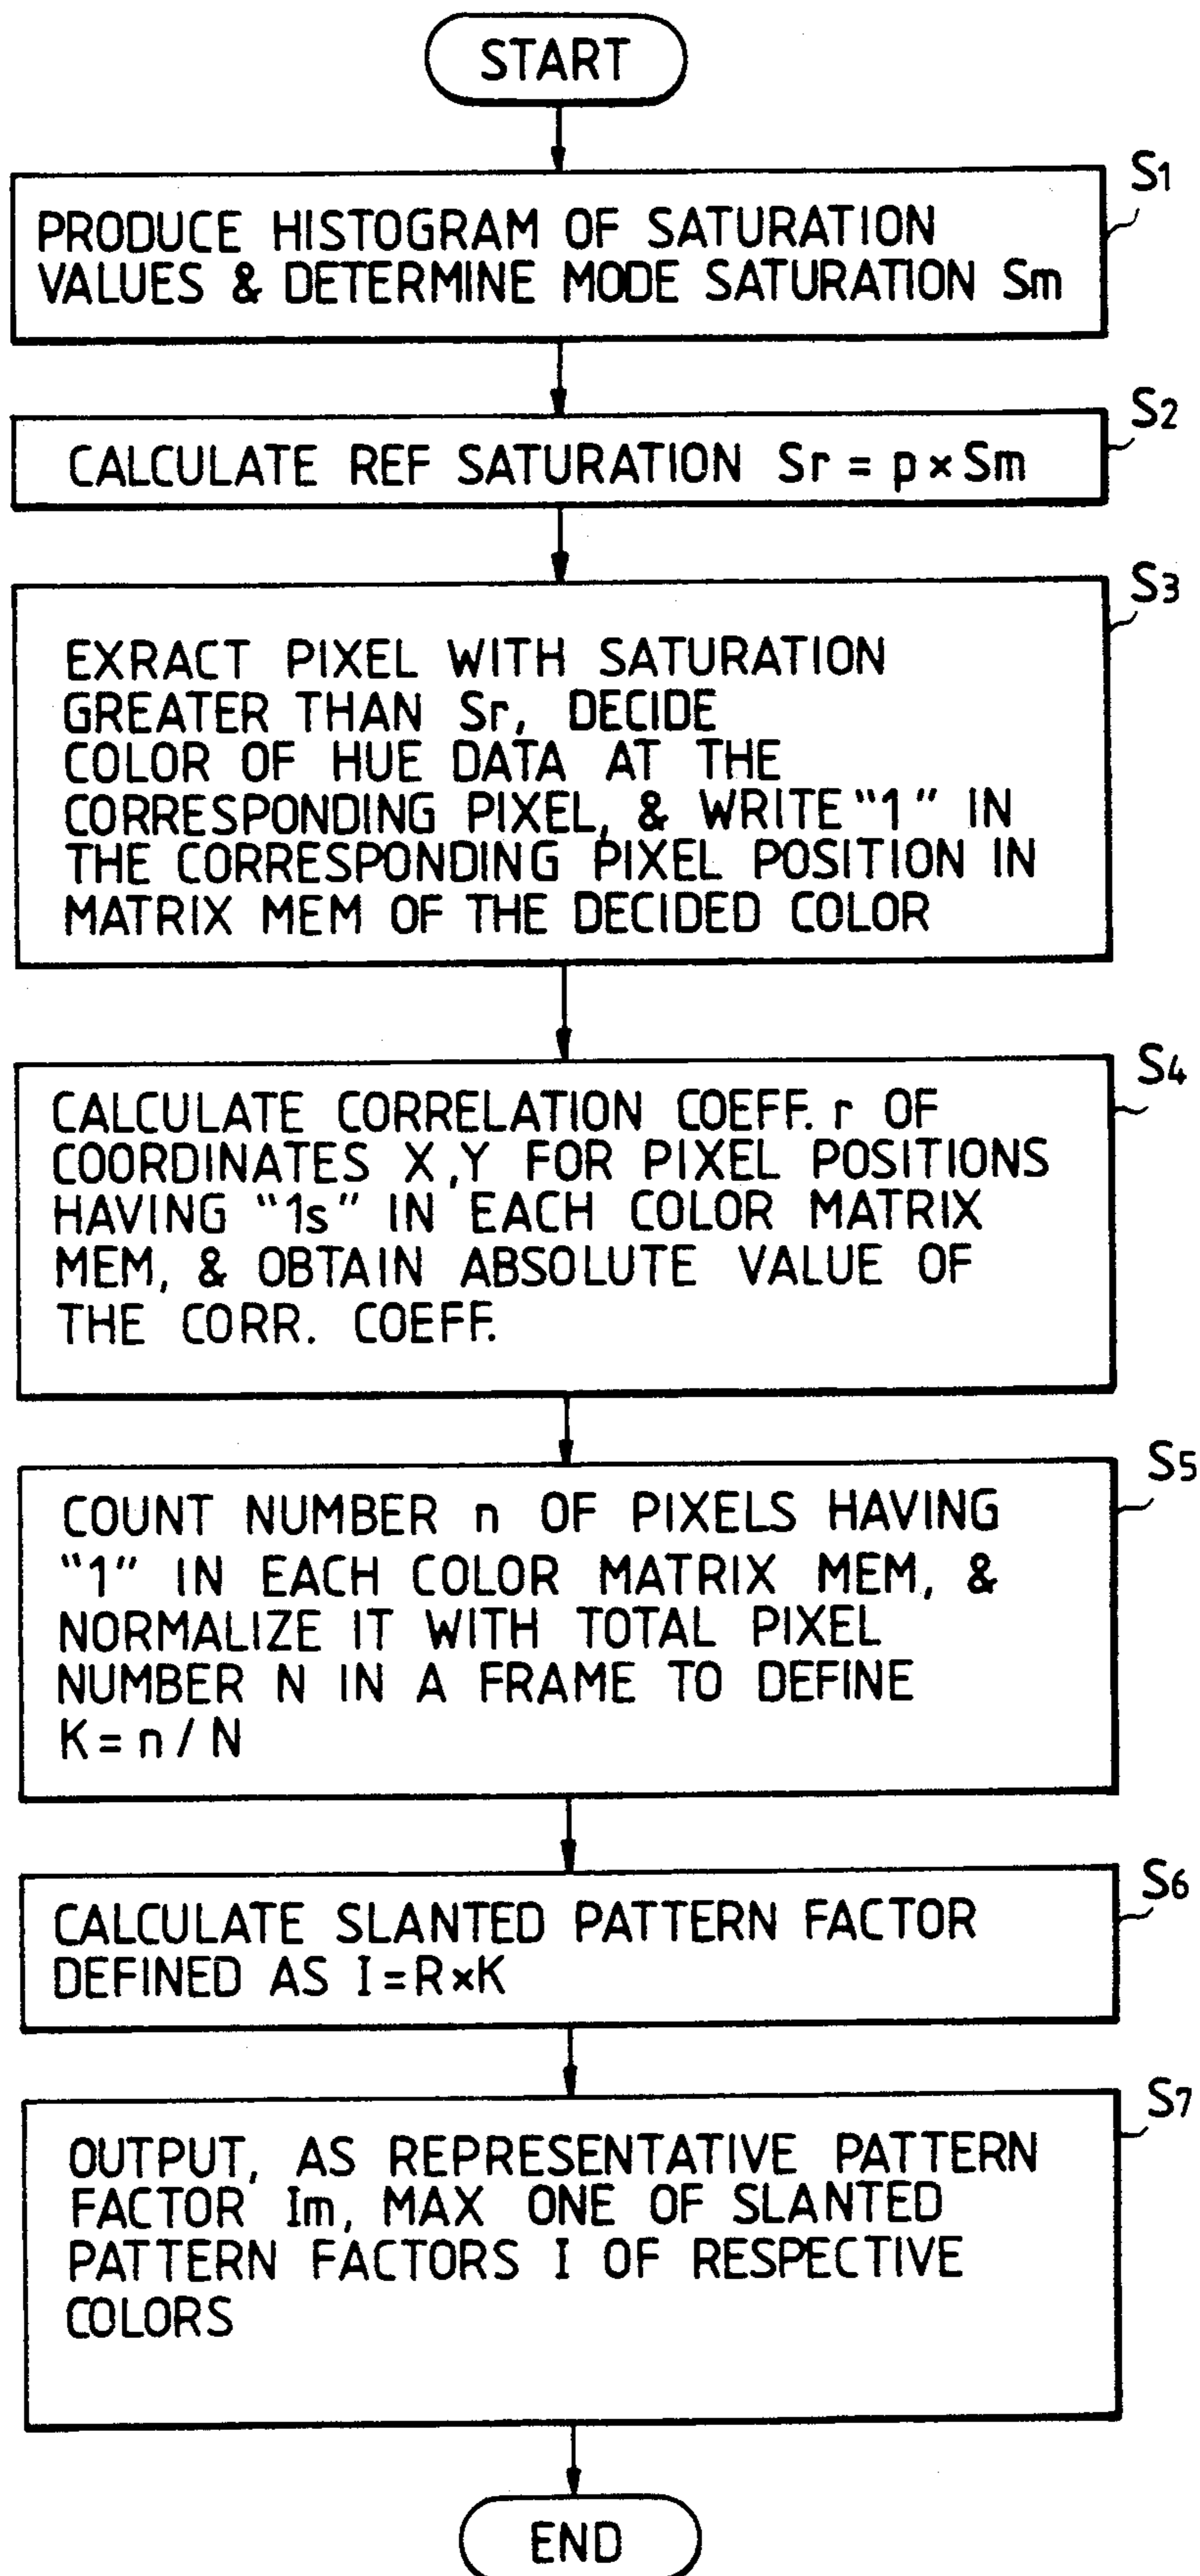 START
S1
PRODUCE HISTOGRAM OF SATURATION
VALUES & DETERMINE MODE SATURATION Sm
S2
CALCULATE REF SATURATION Sr = p × Sm
S3
EXRACT PIXEL WITH SATURATION
GREATER THAN Sr, DECIDE
COLOR OF HUE DATA AT THE
CORRESPONDING PIXEL, & WRITE "1" IN
THE CORRESPONDING PIXEL POSITION IN
MATRIX MEM OF THE DECIDED COLOR
S4
CALCULATE CORRELATION COEFF. r OF
COORDINATES X,Y FOR PIXEL POSITIONS
HAVING "1s" IN EACH COLOR MATRIX
MEM, & OBTAIN ABSOLUTE VALUE OF
THE CORR. COEFF.
S5
COUNT NUMBER n OF PIXELS HAVING
"1" IN EACH COLOR MATRIX MEM, &
NORMALIZE IT WITH TOTAL PIXEL
NUMBER N IN A FRAME TO DEFINE
K = n / N
S6
CALCULATE SLANTED PATTERN FACTOR
DEFINED AS I = R × K
S7
OUTPUT, AS REPRESENTATIVE PATTERN
FACTOR Im, MAX ONE OF SLANTED
PATTERN FACTORS I OF RESPECTIVE
COLORS
END